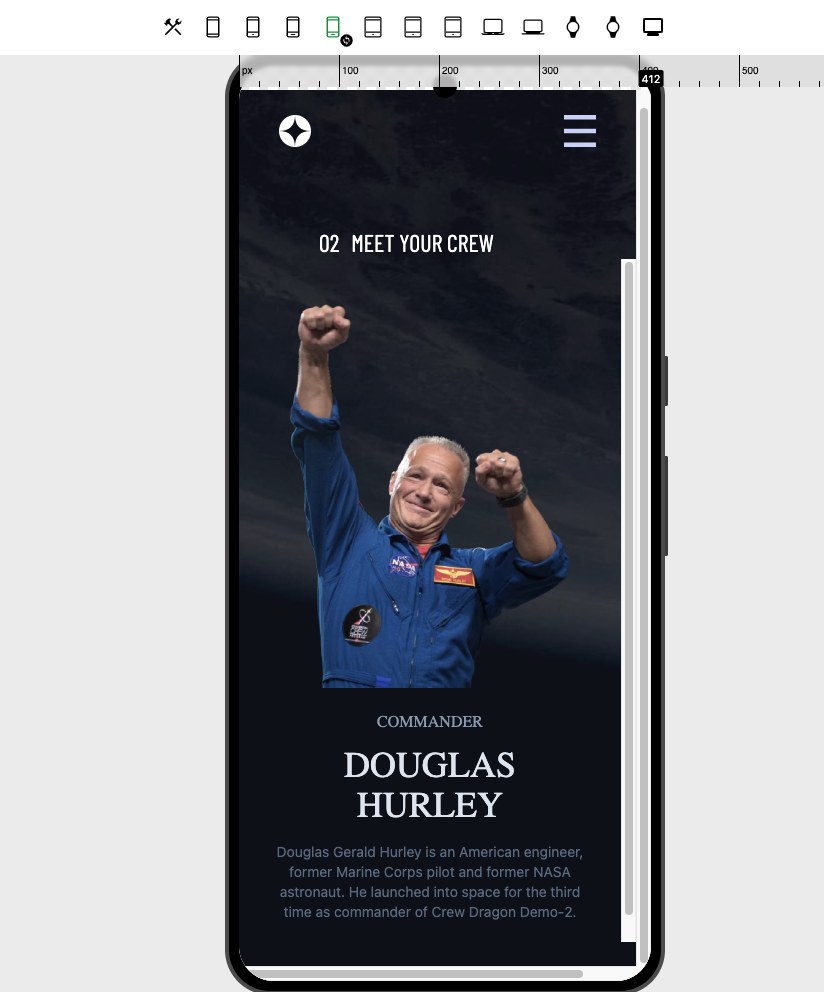 px
100
200
300
400
412
500
02 MEET YOUR CREW
NASA
COMMANDER
DOUGLAS
HURLEY
Douglas Gerald Hurley is an American engineer,
former Marine Corps pilot and former NASA
astronaut. He launched into space for the third
time as commander of Crew Dragon Demo-2.